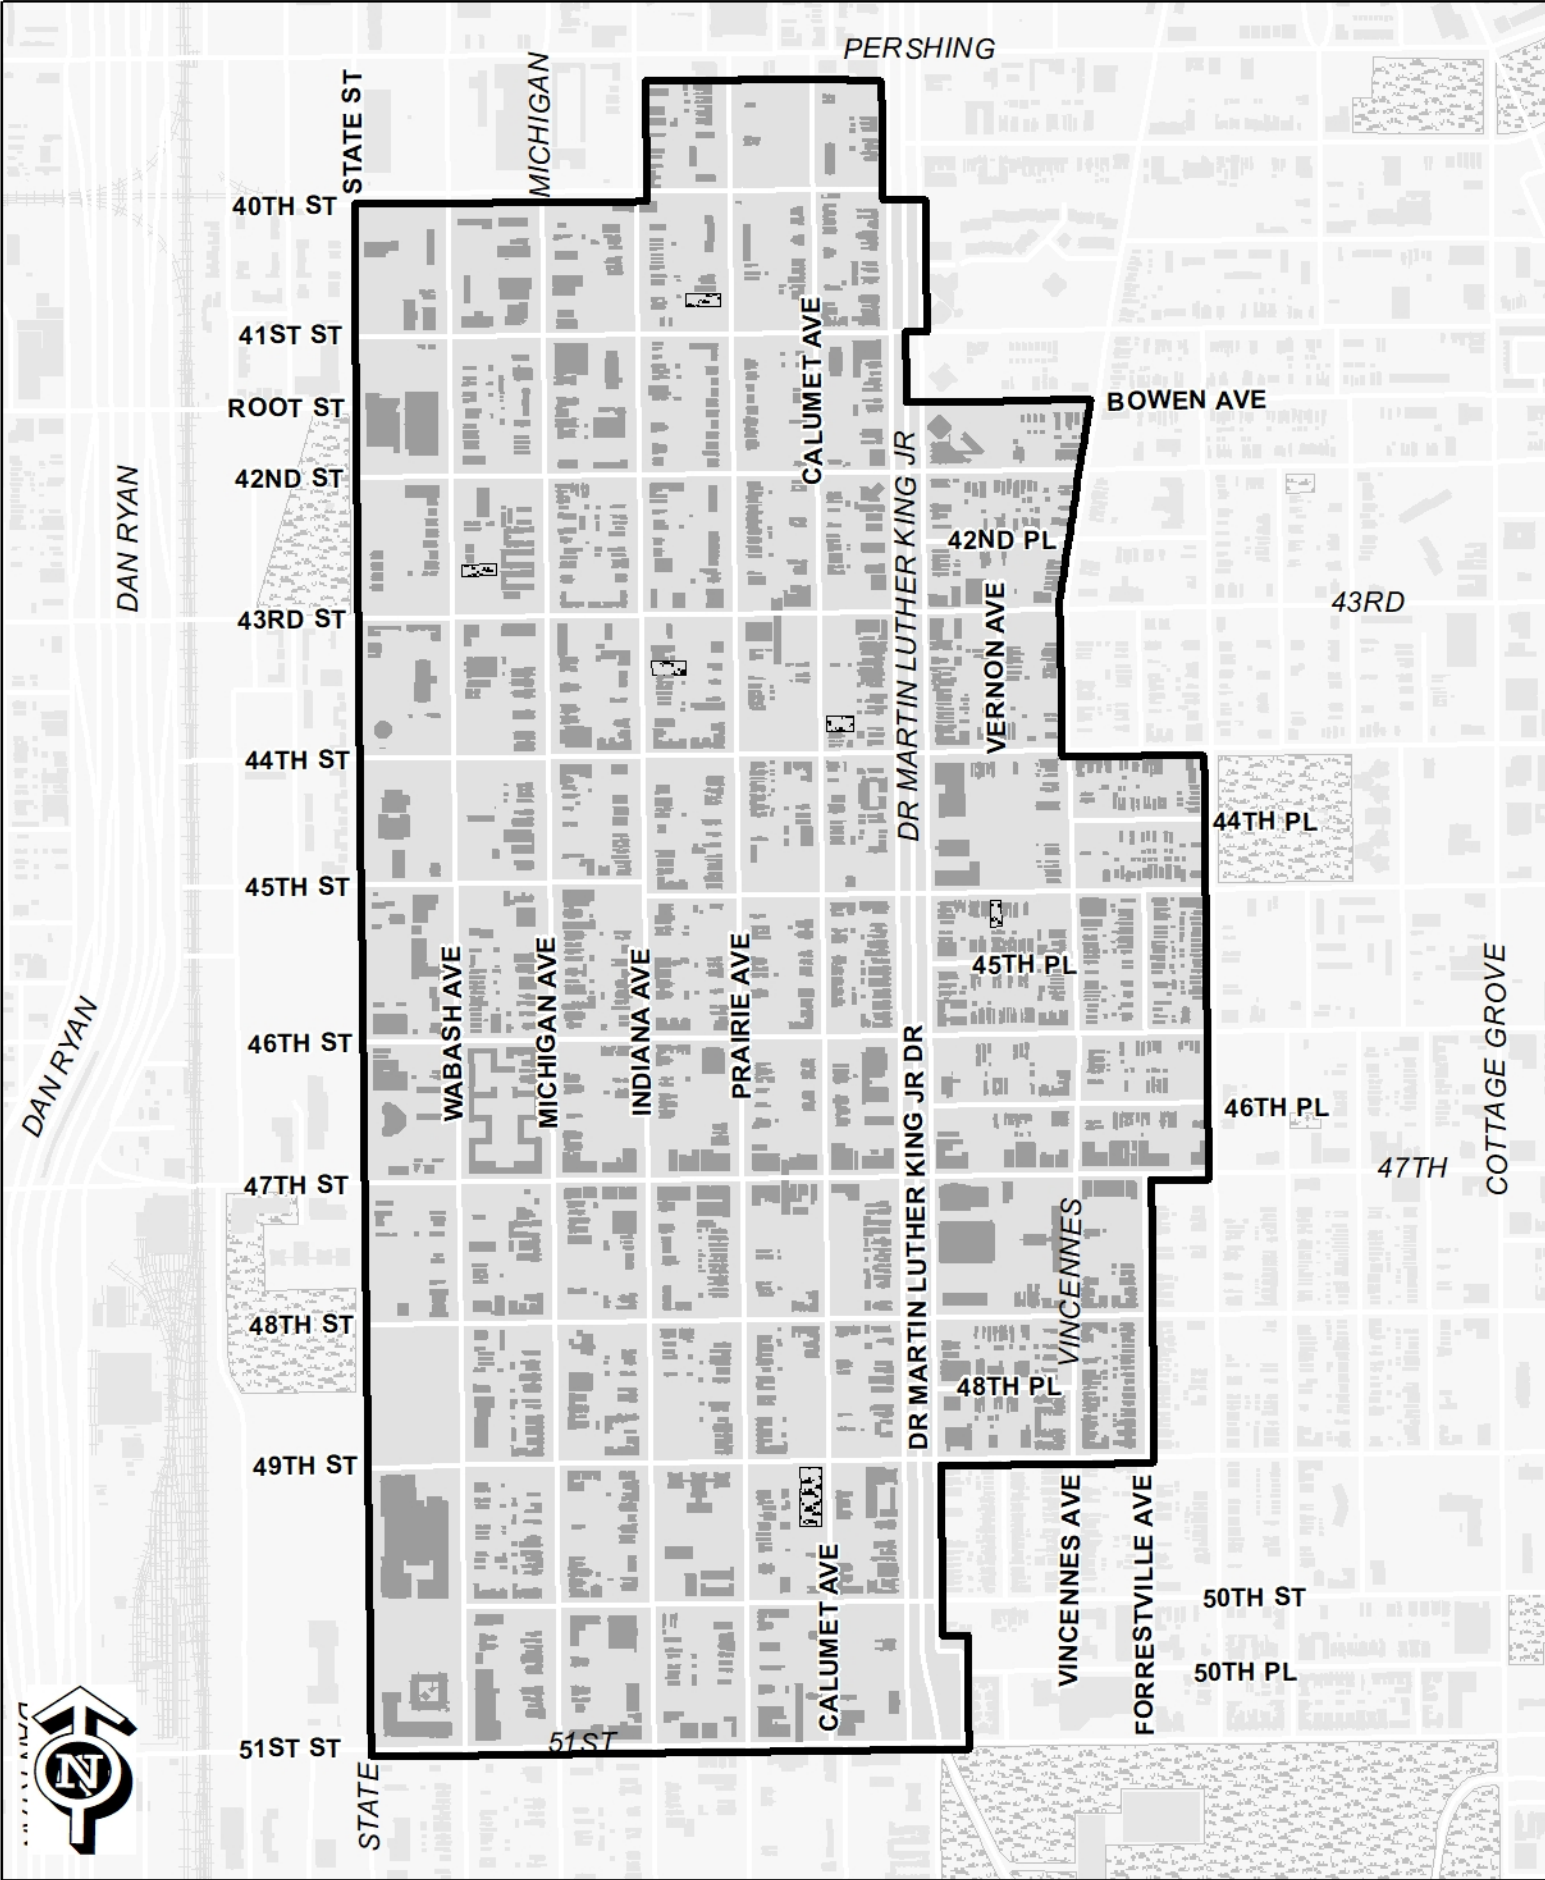 PERSHING
STATE ST
MICHIGAN
40TH ST
41ST ST
CALUMET AVE
BOWEN AVE
ROOT ST
DR MARTIN LUTHER KING JR
42ND ST
DAN RYAN
42ND PL
43RD
43RD ST
VERNON AVE
44TH ST
44TH PL
45TH ST
45TH PL
WABASH AVE
MICHIGAN AVE
INDIANA AVE
PRAIRIE AVE
COTTAGE GROVE
46TH ST
DAN RYAN
DR MARTIN LUTHER KING JR DR
46TH PL
47TH
47TH ST
VINCENNES
48TH ST
48TH PL
49TH ST
VINCENNES AVE
FORRESTVILLE AVE
CALUMET AVE
50TH ST
50TH PL
51ST ST
51ST
N
STATE